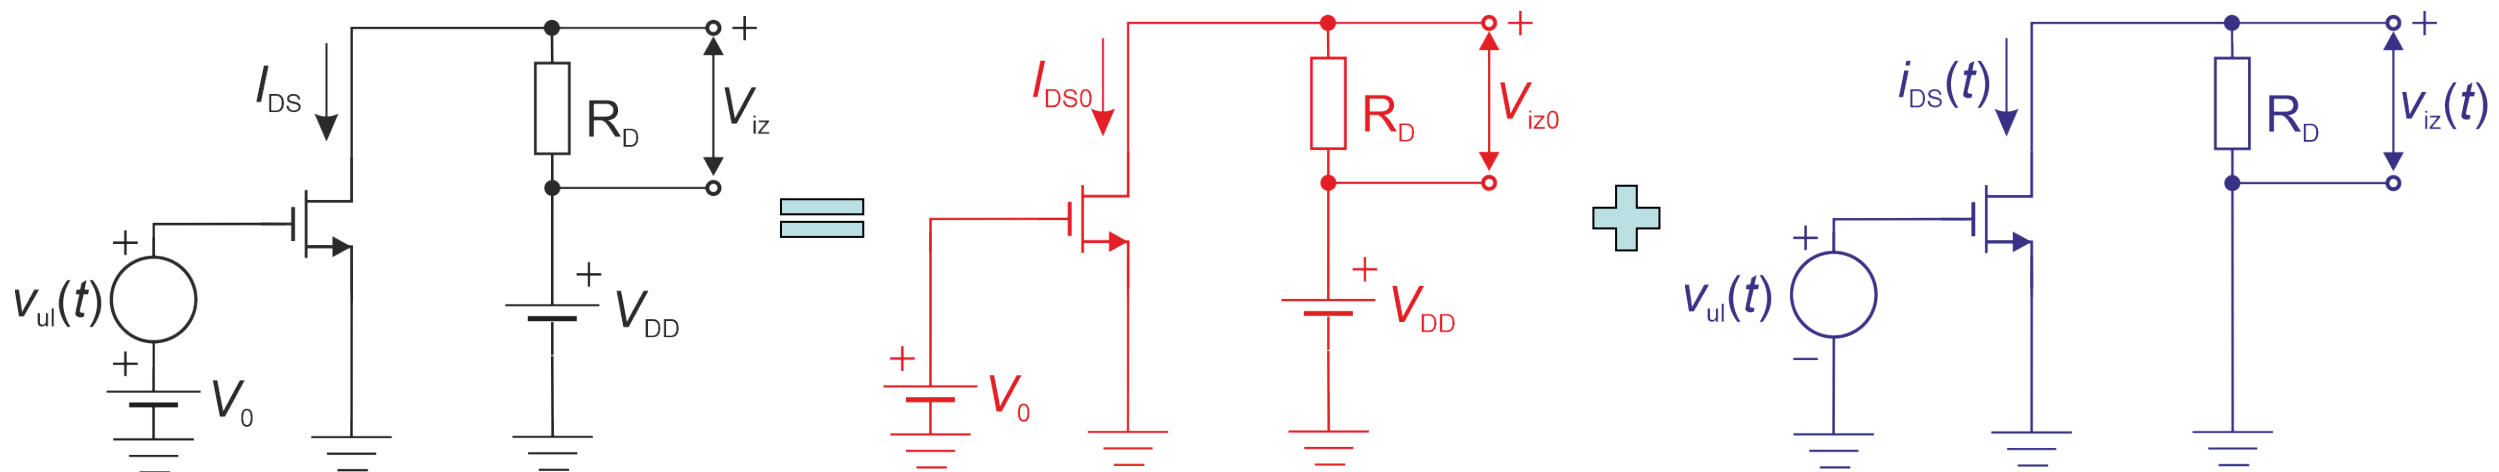 I_DS
R_D
V_iz
+
+
v_ul(t)
+
V_0
+
V_DD
I_DS0
R_D
V_iz0
+
+
V_0
+
V_DD
i_DS(t)
R_D
v_iz(t)
+
+
v_ul(t)
−